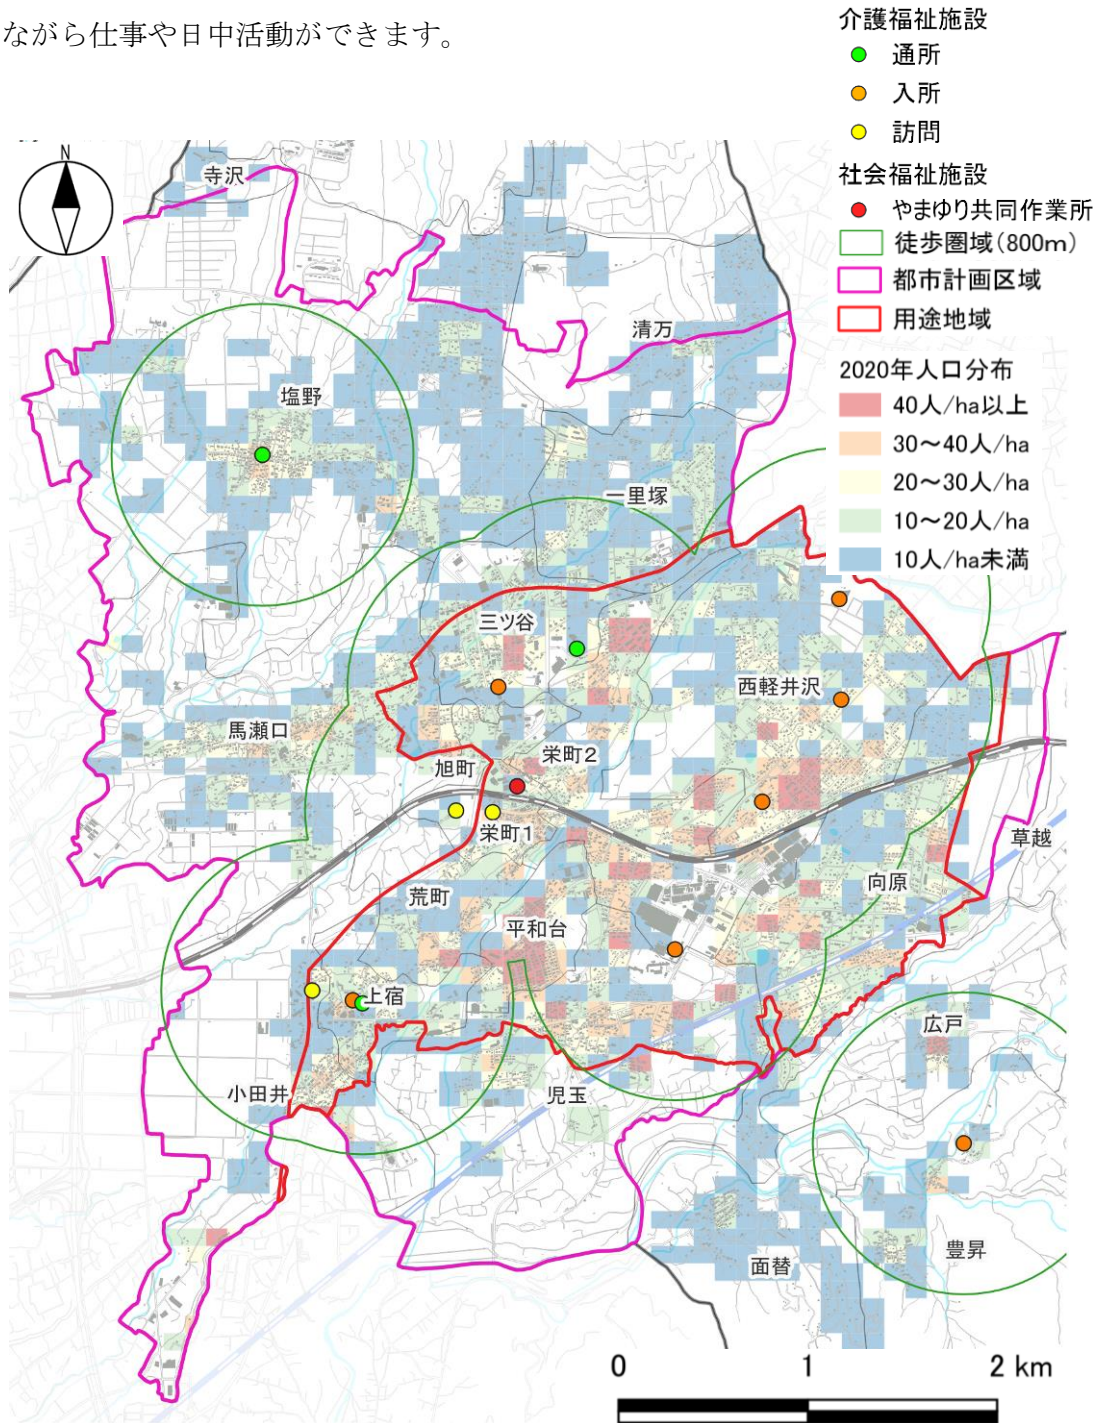 ながら仕事や日中活動ができます。
介護福祉施設
通所
入所
訪問
社会福祉施設
やまゆり共同作業所
徒歩圏域(800m)
都市計画区域
用途地域
2020年人口分布
40人/ha以上
30～40人/ha
20～30人/ha
10～20人/ha
10人/ha未満
N
寺沢
清万
塩野
一里塚
三ツ谷
西軽井沢
馬瀬口
栄町2
旭町
栄町1
草越
向原
荒町
平和台
上宿
広戸
小田井
児玉
豊昇
面替
0 1 2 km